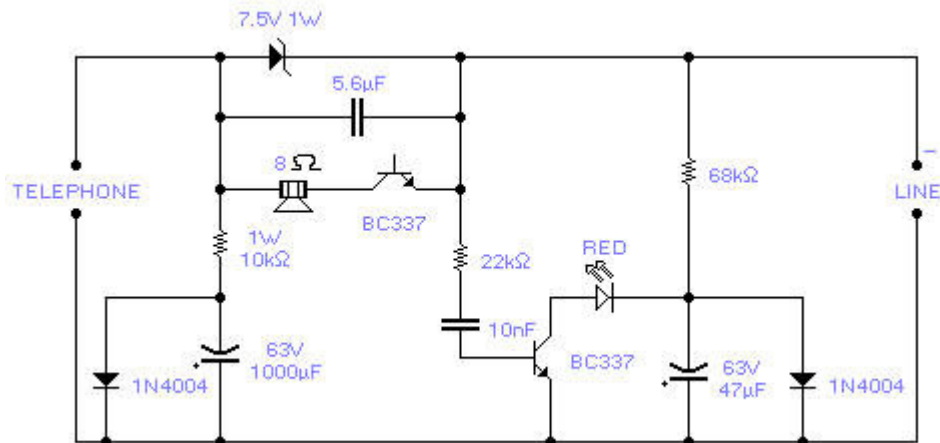 7.5V 1W
5.6µF
8 Ω
BC337
TELEPHONE
–
LINE
68kΩ
1W
10kΩ
22kΩ
RED
10nF
BC337
1N4004
63V
1000µF
63V
47µF
1N4004